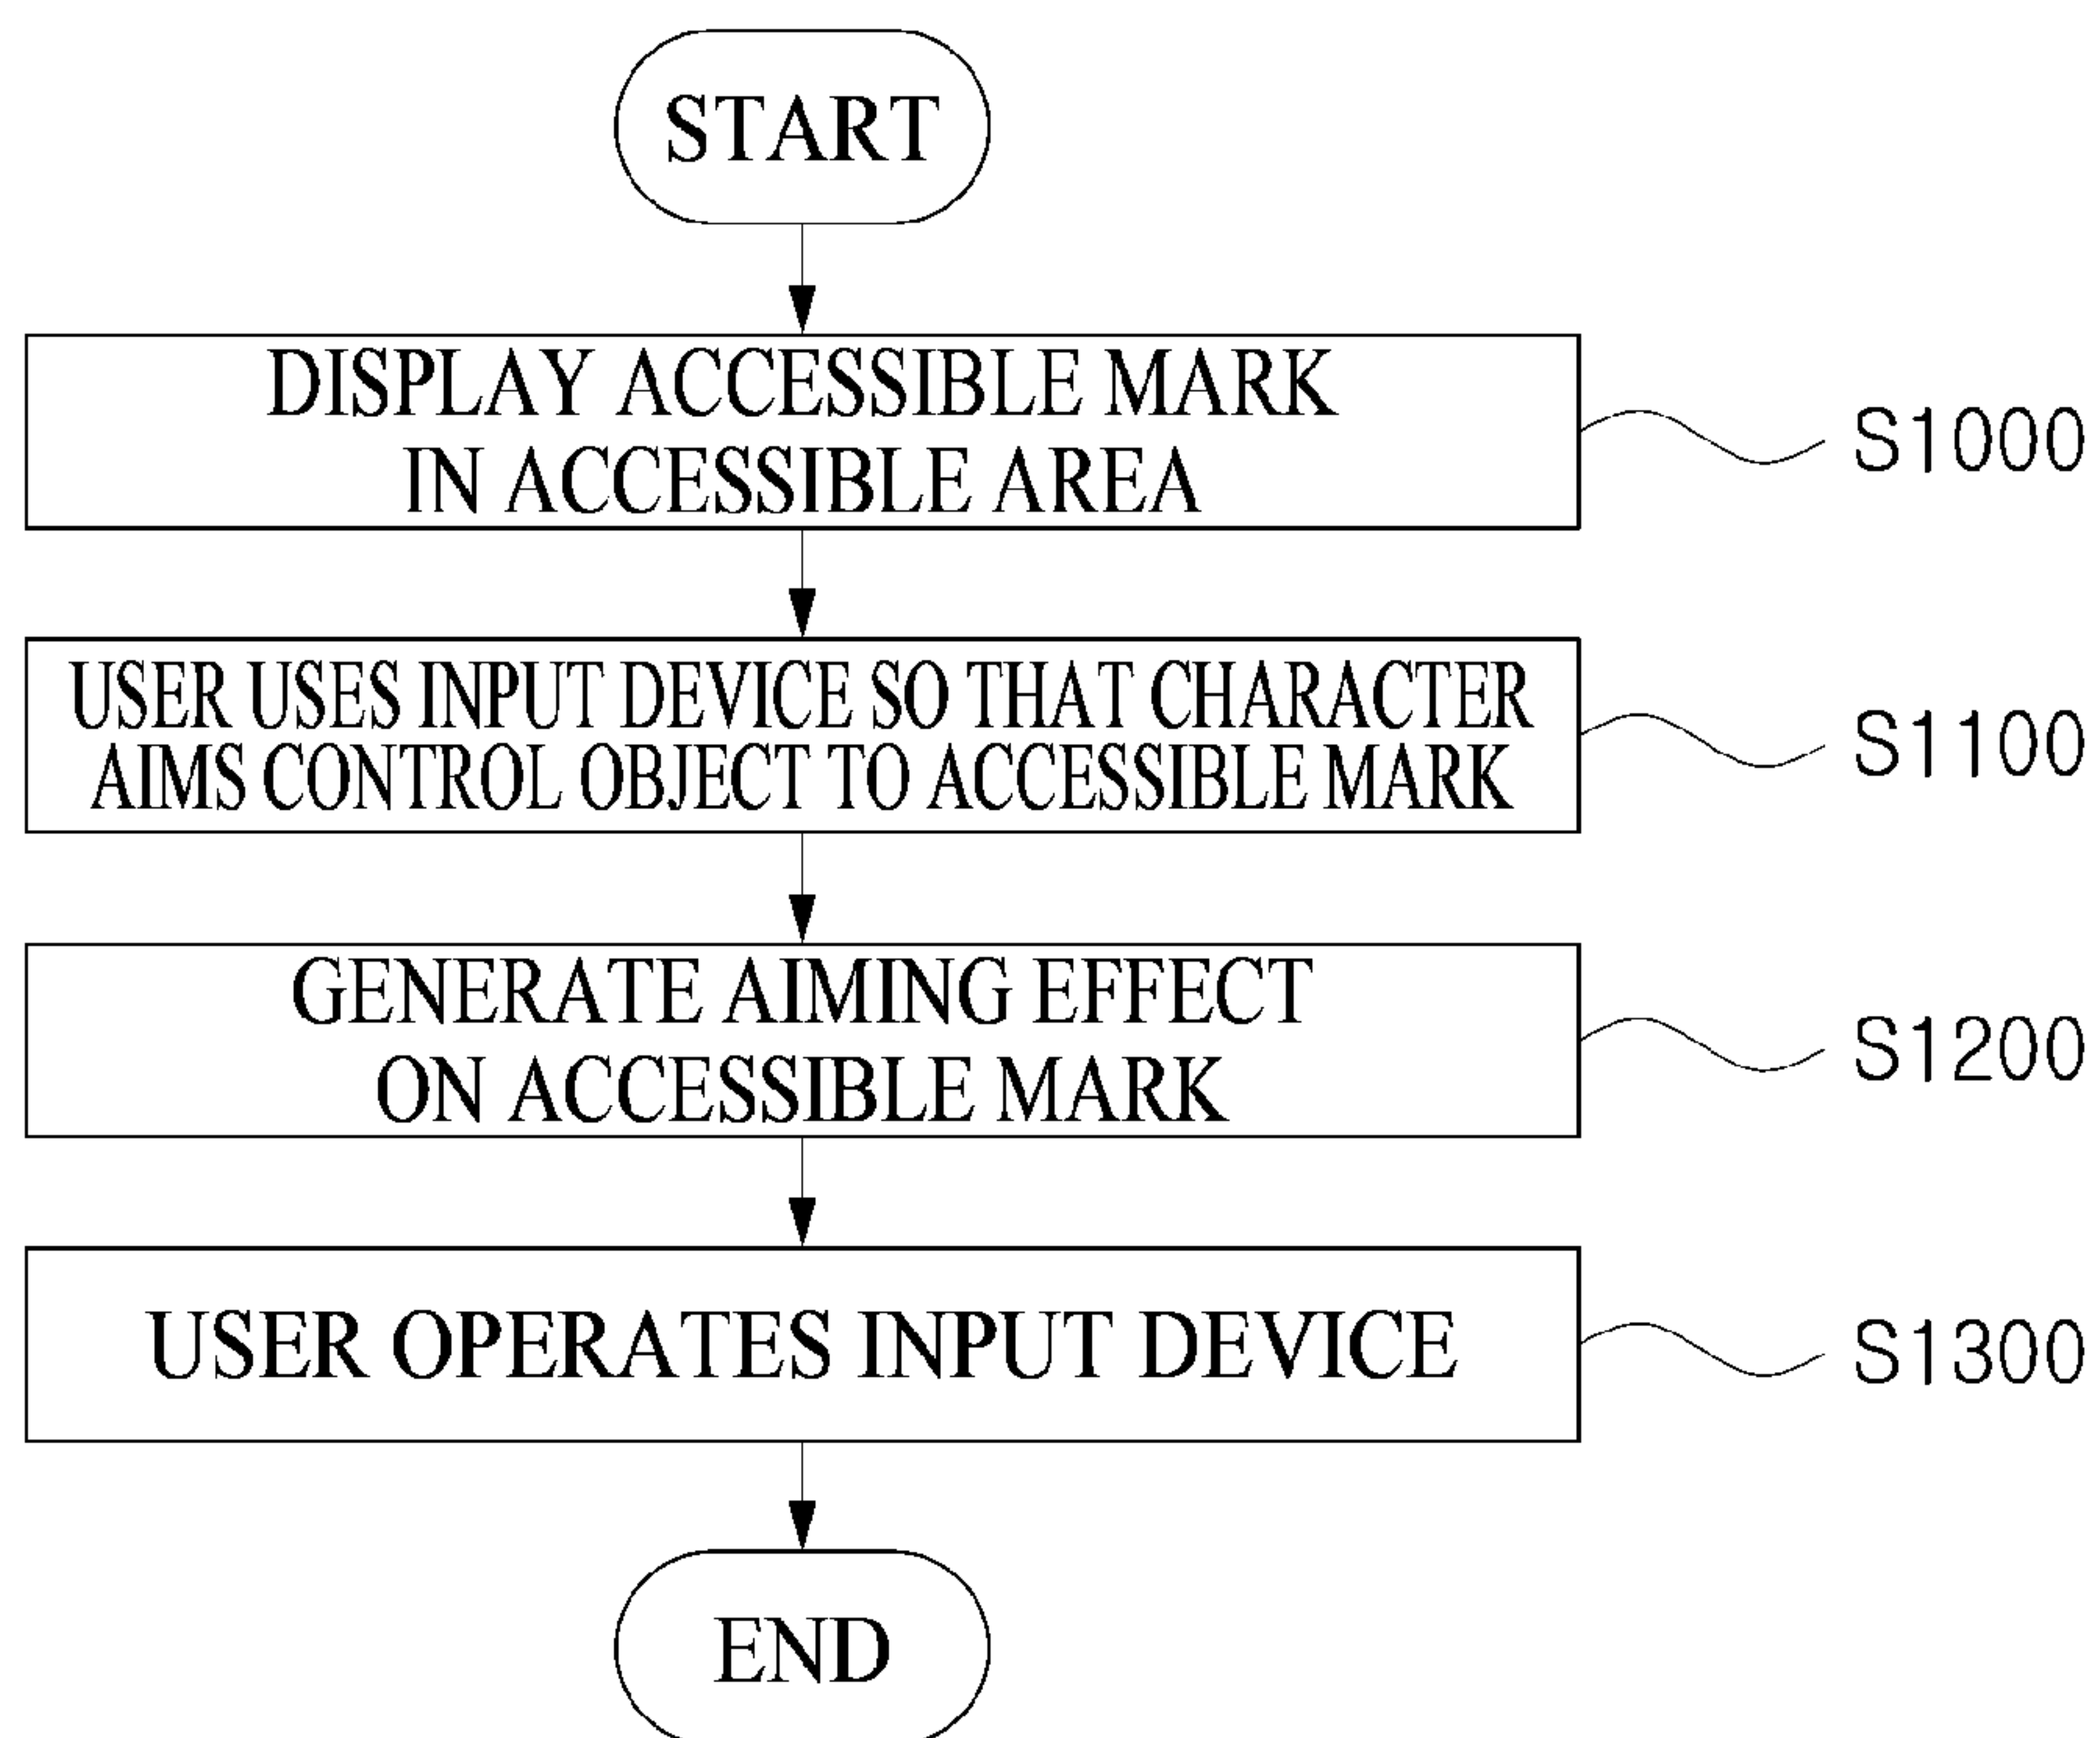 START
DISPLAY ACCESSIBLE MARK
IN ACCESSIBLE AREA
S1000
USER USES INPUT DEVICE SO THAT CHARACTER
AIMS CONTROL OBJECT TO ACCESSIBLE MARK
S1100
GENERATE AIMING EFFECT
ON ACCESSIBLE MARK
S1200
USER OPERATES INPUT DEVICE
S1300
END